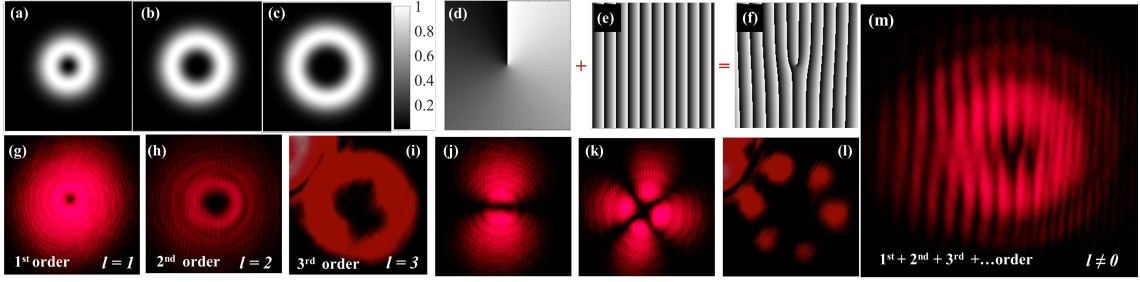 (a)
(b)
(c)
1
0.8
0.6
0.4
0.2
(d)
+
(e)
=
(f)
(m)
(g)
1st order
l = 1
(h)
2nd order
l = 2
(i)
3rd order
l = 3
(j)
(k)
(l)
1st + 2nd + 3rd +...order
l ≠ 0